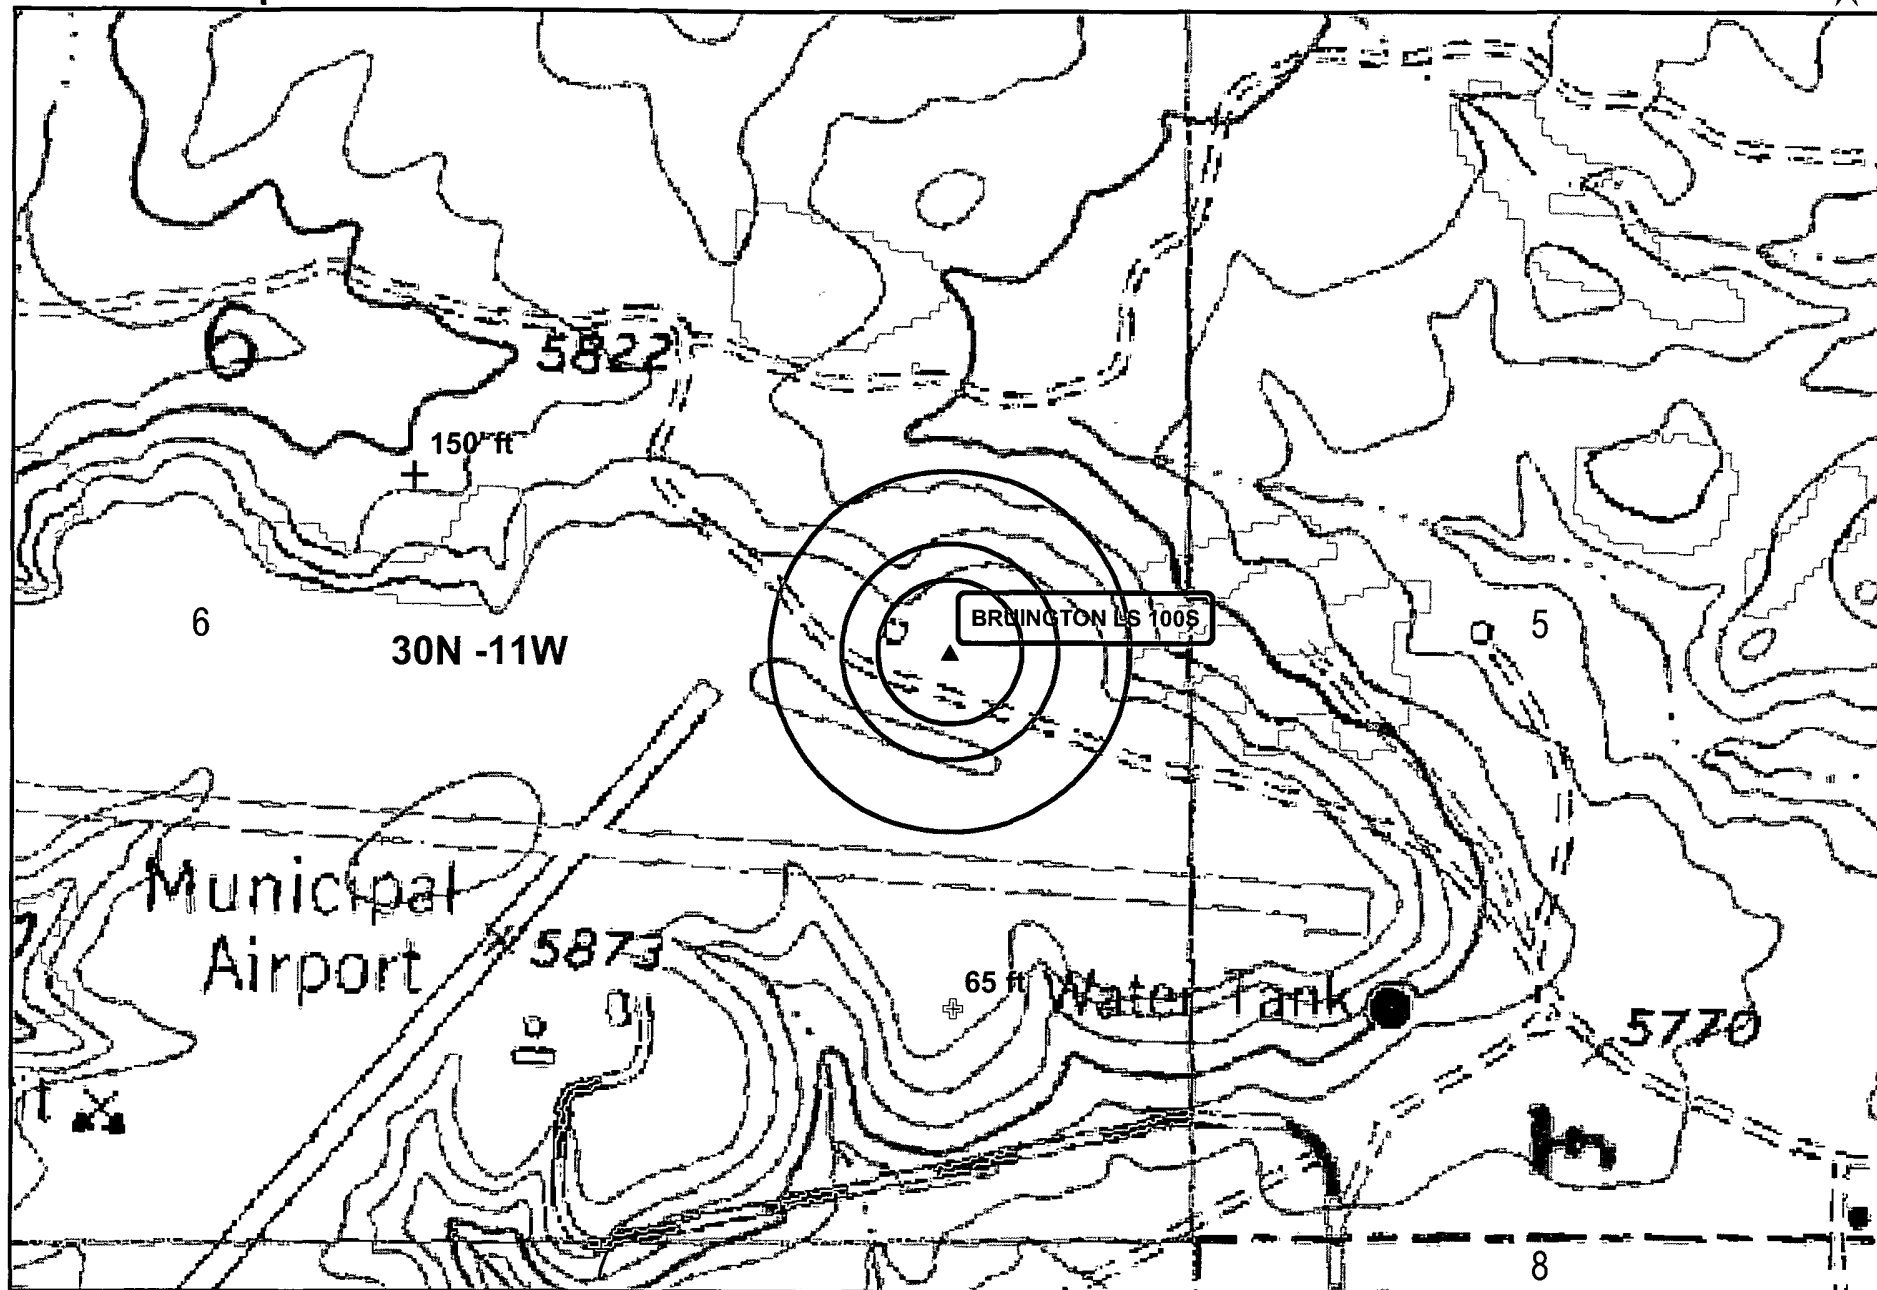 6
5822
150' ft
BRUINGTON LS 100S
6
5
30N -11W
Municipal
Airport
5873
65 ft
Water Tank
5770
8